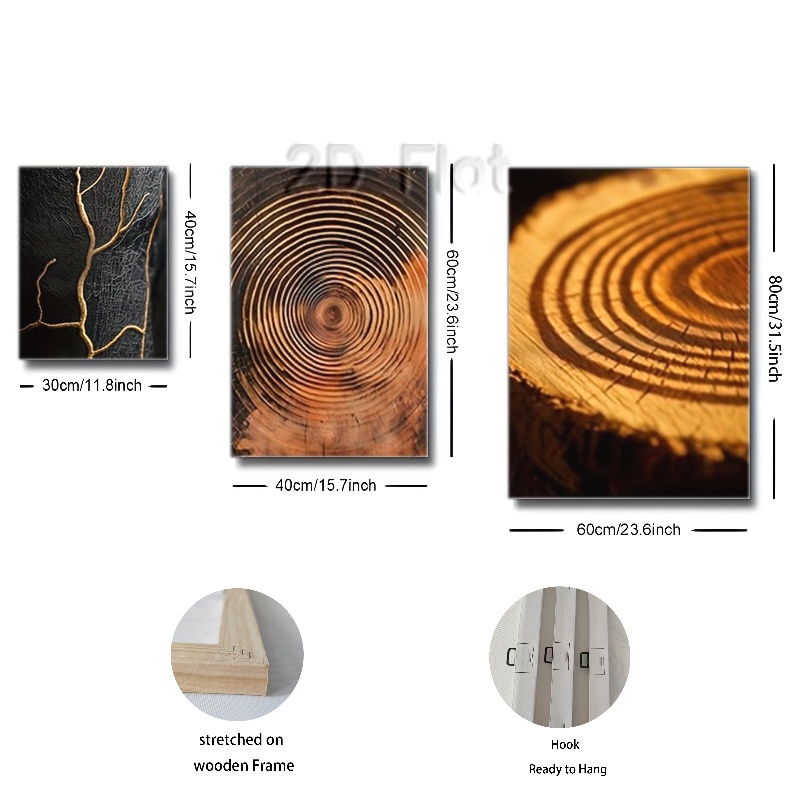 2D Flat
40cm/15.7inch
60cm/23.6inch
80cm/31.5inch
30cm/11.8inch
40cm/15.7inch
60cm/23.6inch
stretched on
wooden Frame
Hook
Ready to Hang